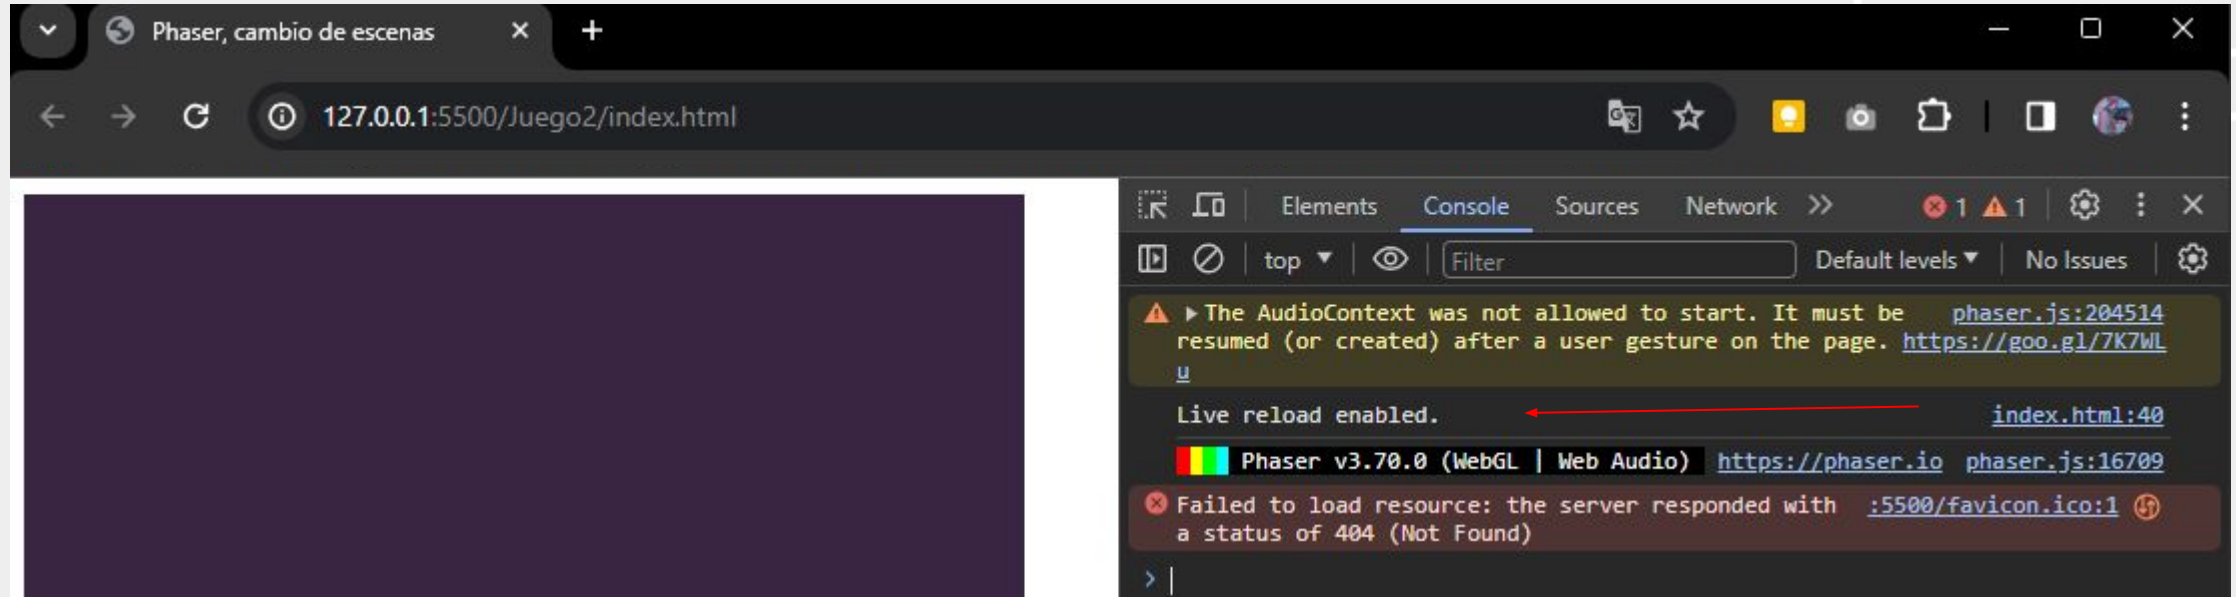 Phaser, cambio de escenas
127.0.0.1:5500/Juego2/index.html
Elements Console Sources Network 1 1
top Filter Default levels No Issues
The AudioContext was not allowed to start. It must be phaser.js:204514
resumed (or created) after a user gesture on the page. https://goo.gl/7K7WL
u
Live reload enabled. index.html:40
Phaser v3.70.0 (WebGL | Web Audio) https://phaser.io phaser.js:16709
Failed to load resource: the server responded with :5500/favicon.ico:1
a status of 404 (Not Found)